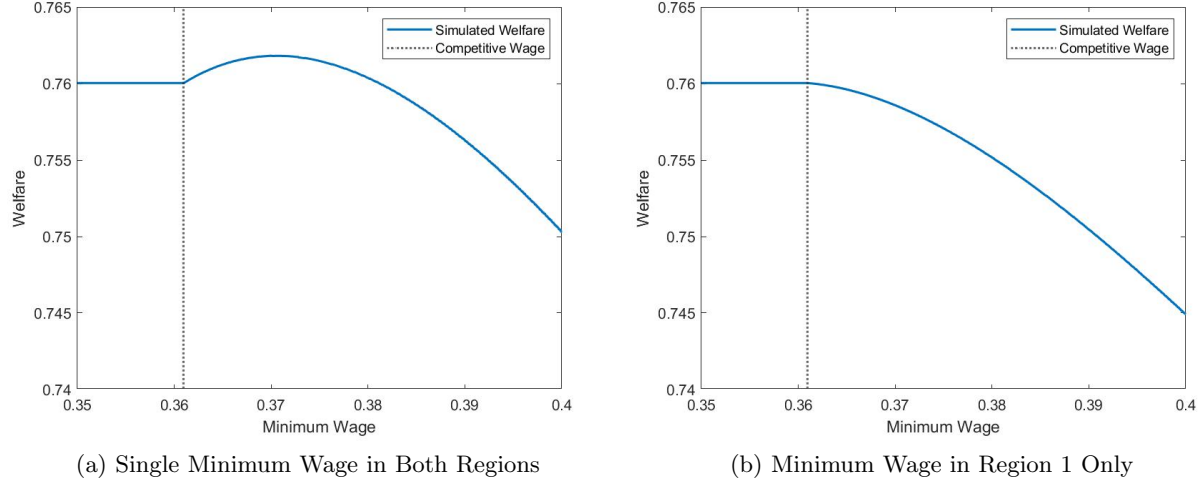 0.765
0.76
0.755
0.75
0.745
0.74
Welfare
0.35
0.36
0.37
0.38
0.39
0.4
Minimum Wage
Simulated Welfare
Competitive Wage
(a) Single Minimum Wage in Both Regions
0.765
0.76
0.755
0.75
0.745
0.74
Welfare
0.35
0.36
0.37
0.38
0.39
0.4
Minimum Wage
Simulated Welfare
Competitive Wage
(b) Minimum Wage in Region 1 Only